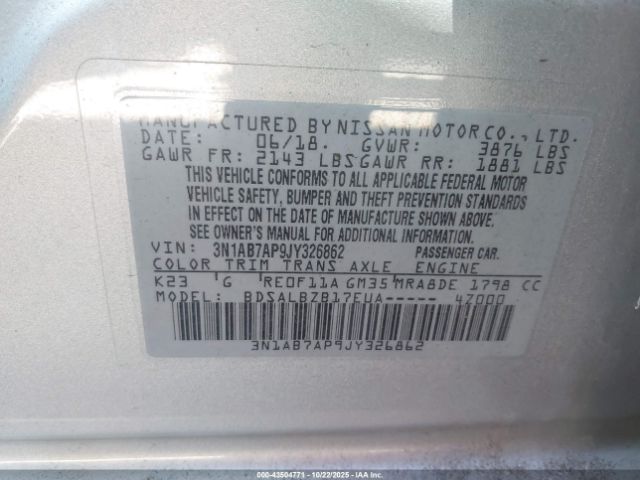 MANUFACTURED BY NISSAN MOTOR CO., LTD.
DATE: 06/18. GVWR: 3876 LBS
GAWR FR: 2143 LBS GAWR RR: 1881 LBS
THIS VEHICLE CONFORMS TO ALL APPLICABLE FEDERAL MOTOR
VEHICLE SAFETY, BUMPER AND THEFT PREVENTION STANDARDS
IN EFFECT ON THE DATE OF MANUFACTURE SHOWN ABOVE.
SEE OWNER'S MANUAL FOR ADDITIONAL INFORMATION.
VIN: 3N1AB7AP9JY326862 PASSENGER CAR.
COLOR TRIM TRANS AXLE ENGINE
K23 G RE0F11A GM35 MRA8DE 1798 CC
MODEL: BDSALBZB17EUA----- 4Z000
3N1AB7AP9JY326862
000-43504771 - 10/22/2025 - IAAI.com